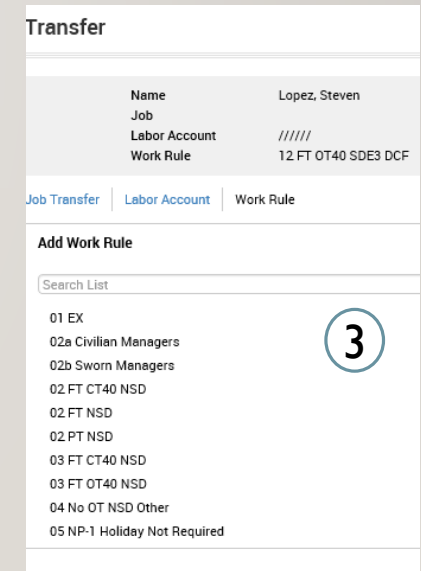 Transfer
Name Lopez, Steven
Job
Labor Account //////
Work Rule 12 FT OT40 SDE3 DCF
Job Transfer Labor Account Work Rule
Add Work Rule
Search List
01 EX
02a Civilian Managers
02b Sworn Managers
02 FT CT40 NSD
02 FT NSD
02 PT NSD
03 FT CT40 NSD
03 FT OT40 NSD
04 No OT NSD Other
05 NP-1 Holiday Not Required
3